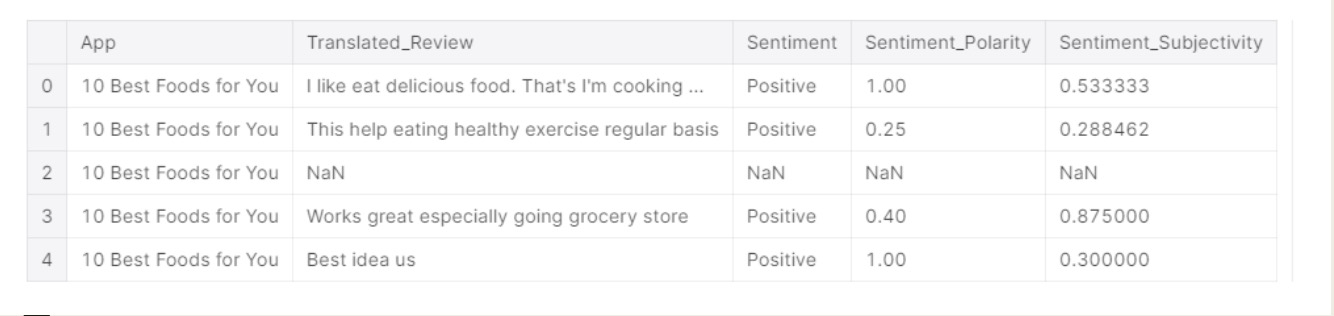 App Translated_Review Sentiment Sentiment_Polarity Sentiment_Subjectivity
0 10 Best Foods for You I like eat delicious food. That's I'm cooking ... Positive 1.00 0.533333
1 10 Best Foods for You This help eating healthy exercise regular basis Positive 0.25 0.288462
2 10 Best Foods for You NaN NaN NaN NaN
3 10 Best Foods for You Works great especially going grocery store Positive 0.40 0.875000
4 10 Best Foods for You Best idea us Positive 1.00 0.300000